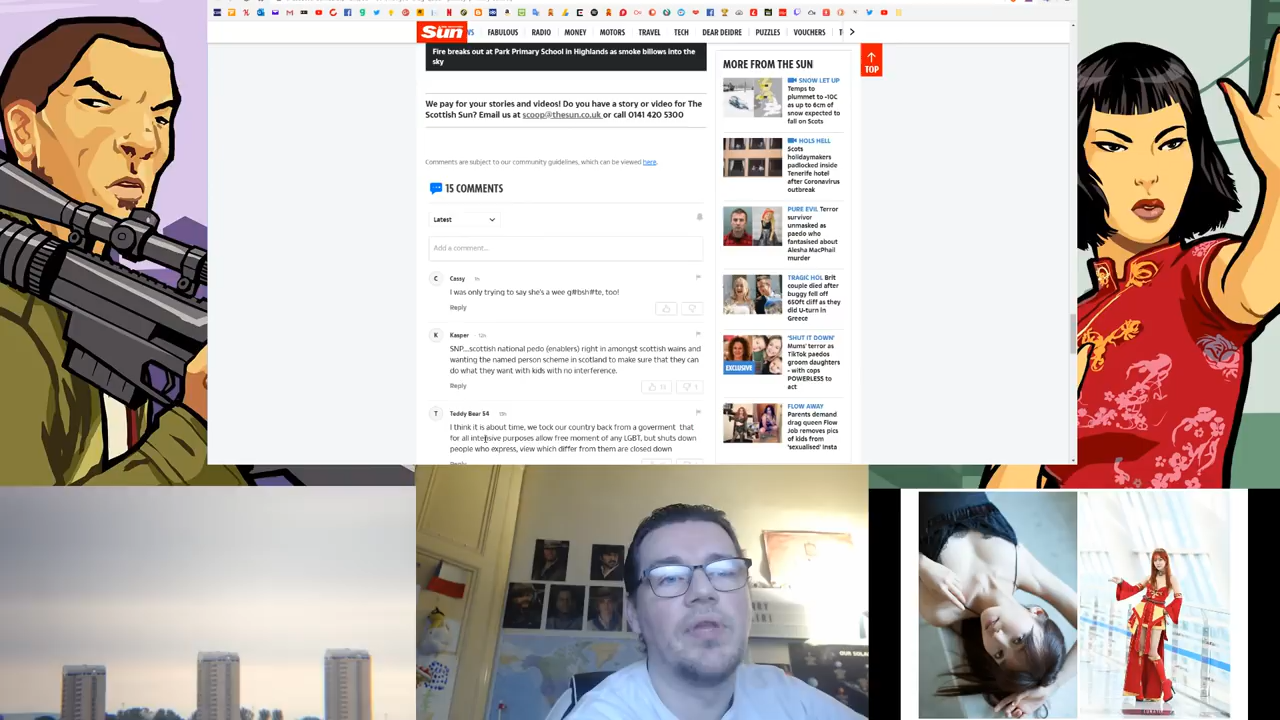 Sun
FABULOUS
RADIO
MONEY
MOTORS
TRAVEL
TECH
DEAR DEIDRE
PUZZLES
VOUCHERS
TOP
Fire breaks out at Park Primary School in Highlands as smoke billows into the
sky
We pay for your stories and videos! Do you have a story or video for The
Scottish Sun? Email us at scoop@thesun.co.uk or call 0141 420 5300
Comments are subject to our community guidelines, which can be viewed here.
15 COMMENTS
Latest
Add a comment...
C Cassy 1h
I was only trying to say she's a wee g#bsh#te, too!
Reply
K Kasper 12h
SNP...scottish national pedo (enablers) right in amongst scottish wains and
wanting the named person scheme in scotland to make sure that they can
do what they want with kids with no interference.
Reply
T Teddy Bear 54 13h
I think it is about time, we tock our country back from a goverment that
for all intensive purposes allow free moment of any LGBT, but shuts down
people who express, view which differ from them are closed down
Reply
MORE FROM THE SUN
SNOW LET UP
Temps to
plummet to -10C
as up to 6cm of
snow expected to
fall on Scots
HOLS HELL
Scots
holidaymakers
padlocked inside
Tenerife hotel
after Coronavirus
outbreak
PURE EVIL Terror
survivor
unmasked as
paedo who
fantasised about
Alesha MacPhail
murder
TRAGIC HOL Brit
couple died after
buggy fell off
650ft cliff as they
did U-turn in
Greece
'SHUT IT DOWN'
Mums' terror as
TikTok paedos
groom daughters
- with cops
POWERLESS to
act
EXCLUSIVE
FLOW AWAY
Parents demand
drag queen Flow
Job removes pics
of kids from
'sexualised' Insta